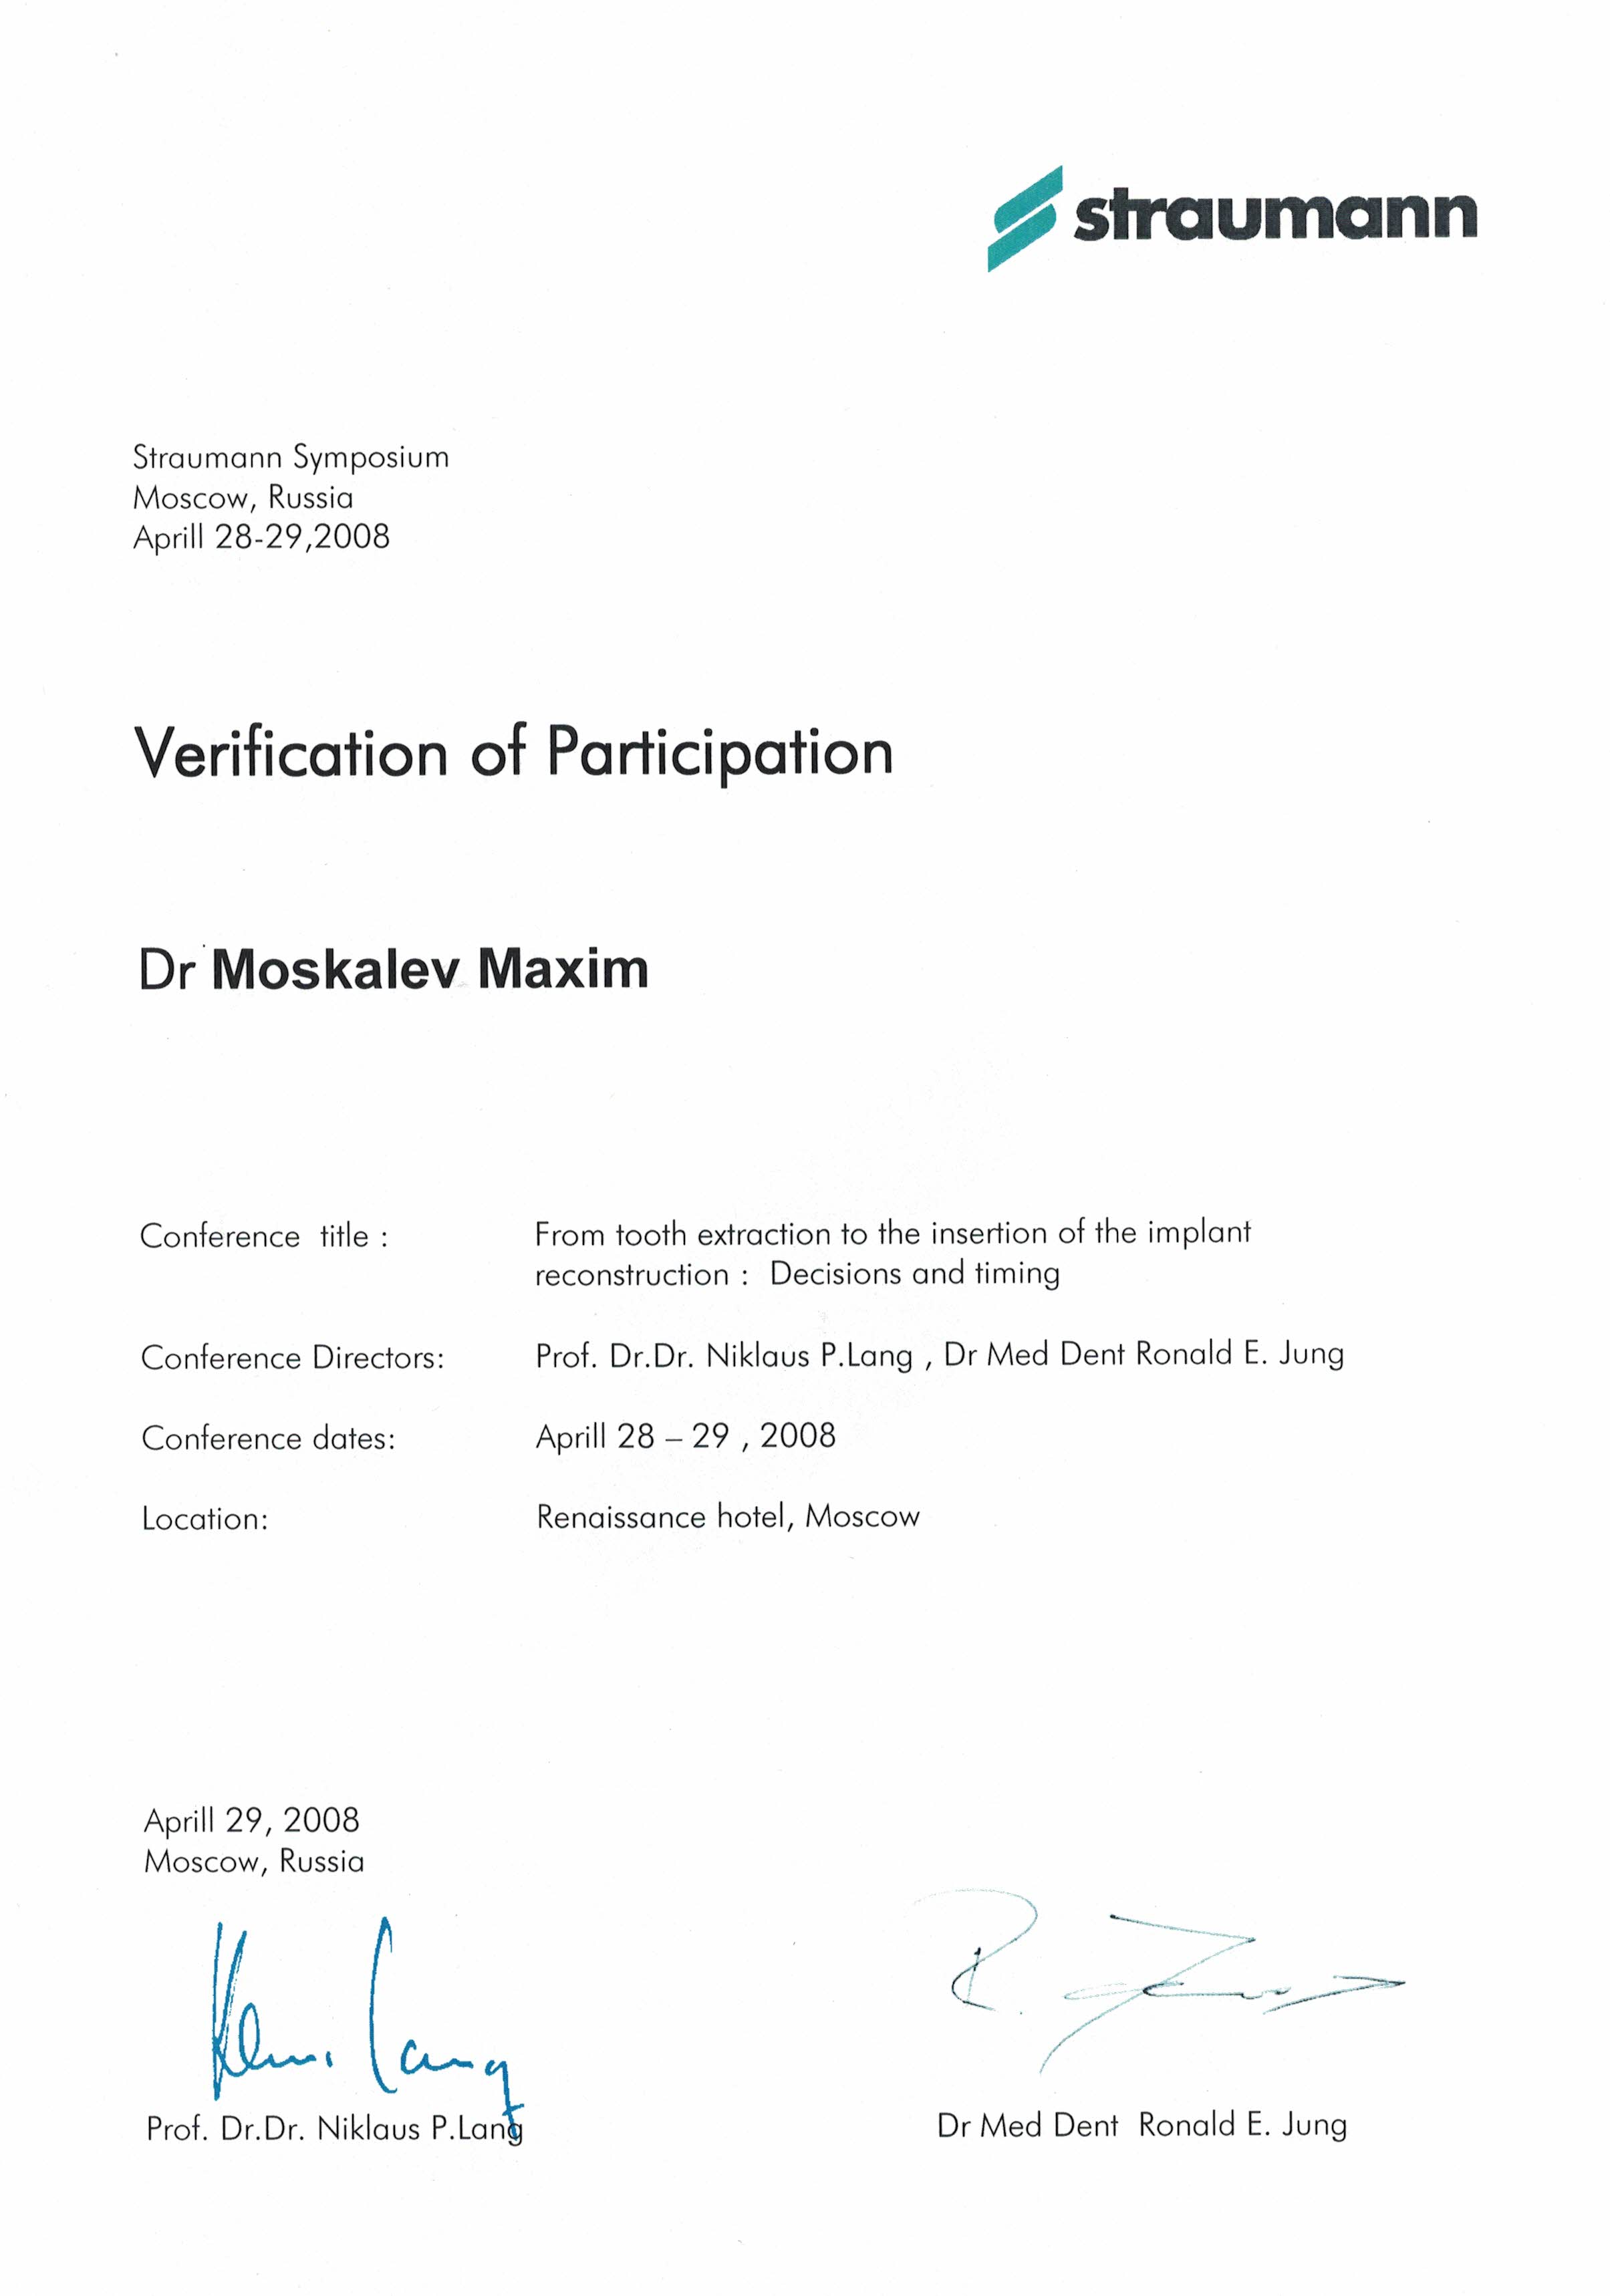 straumann
Straumann Symposium
Moscow, Russia
Aprill 28-29,2008
Verification of Participation
Dr Moskalev Maxim
Conference title : From tooth extraction to the insertion of the implant
reconstruction : Decisions and timing
Conference Directors: Prof. Dr.Dr. Niklaus P.Lang , Dr Med Dent Ronald E. Jung
Conference dates: Aprill 28 – 29 , 2008
Location: Renaissance hotel, Moscow
Aprill 29, 2008
Moscow, Russia
Prof. Dr.Dr. Niklaus P.Lang
Dr Med Dent Ronald E. Jung